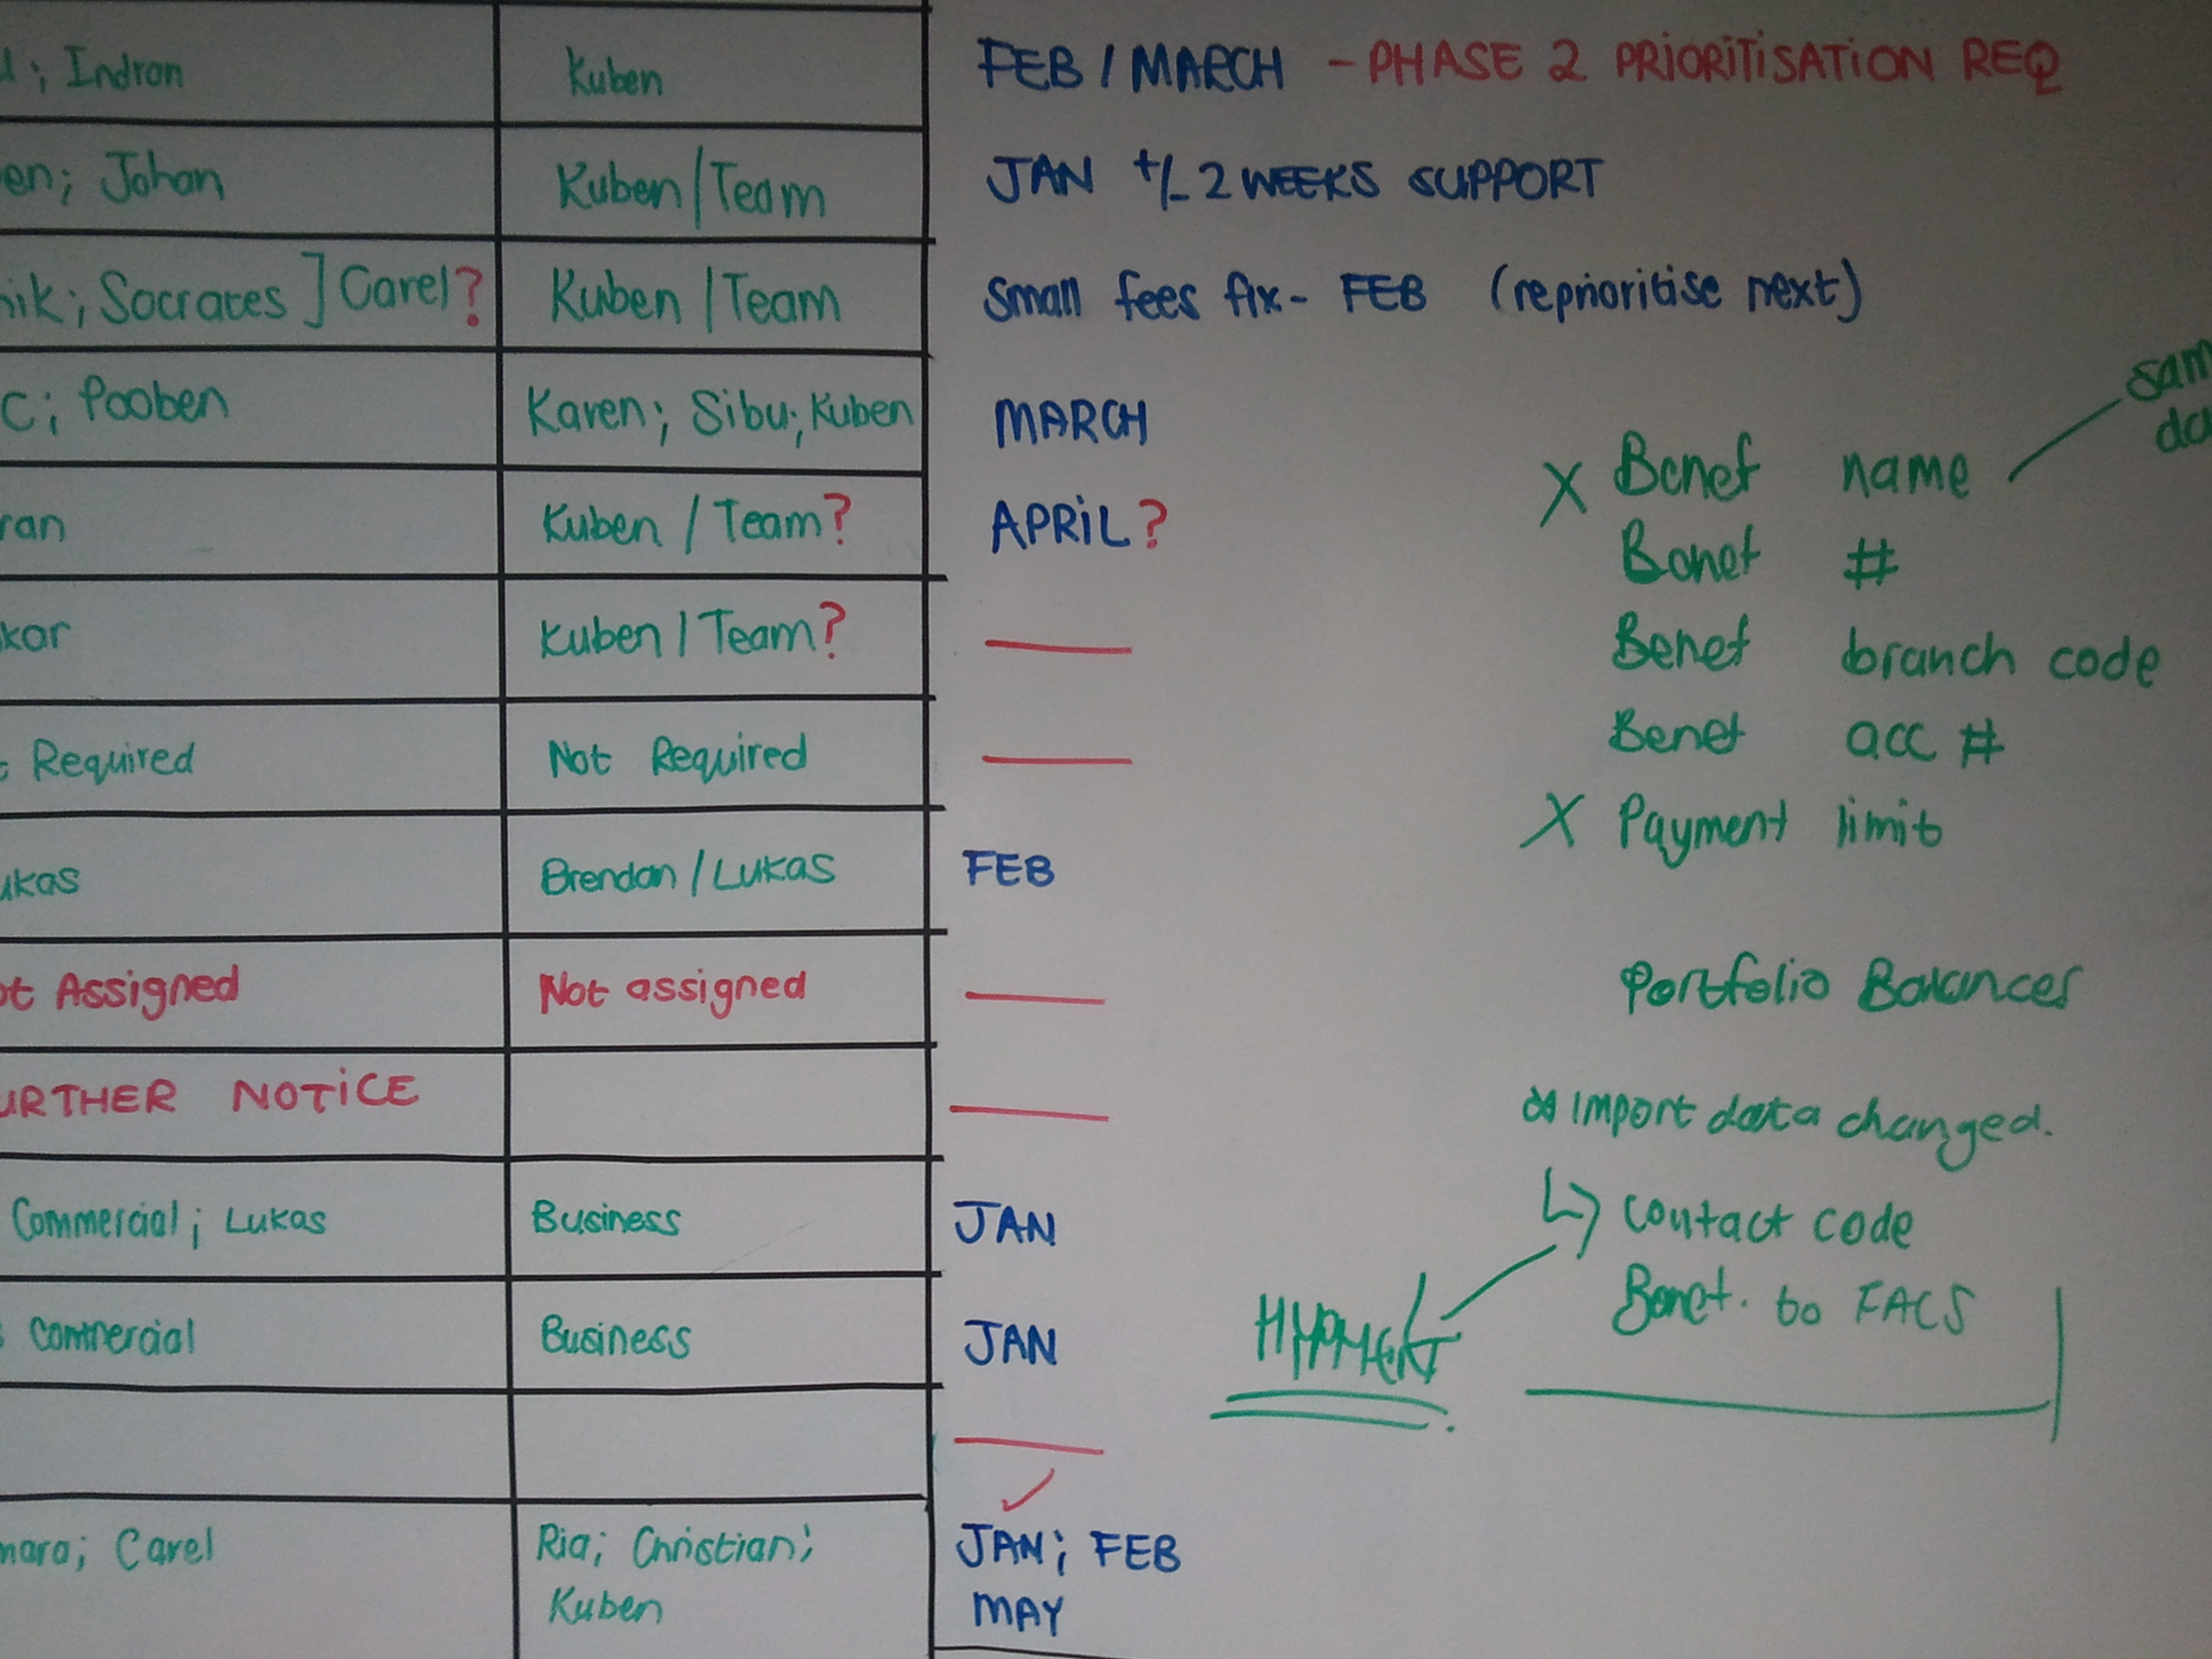 ; Indran Kuben FEB / MARCH - PHASE 2 PRIORITISATION REQ
en; Johan Kuben/Team JAN +/- 2 WEEKS SUPPORT
nik; Socrates ] Carel? Kuben /Team Small fees fix- FEB (reprioritise next)
C; Pooben Karen; Sibu; Kuben MARCH
ran Kuben / Team? APRIL?
kar Kuben / Team?
Required Not Required
ukas Brendan / LUKAS FEB
ot Assigned Not assigned
URTHER NOTICE
Commercial; Lukas Business JAN
Commercial Business JAN
mara; Carel Ria; Christian; JAN; FEB
Kuben MAY
sam
da
X Benef name
Benef #
Benef branch code
Benef acc #
X Payment limit
Portfolio Balances
import data changed.
contact code
Benef. to FACS